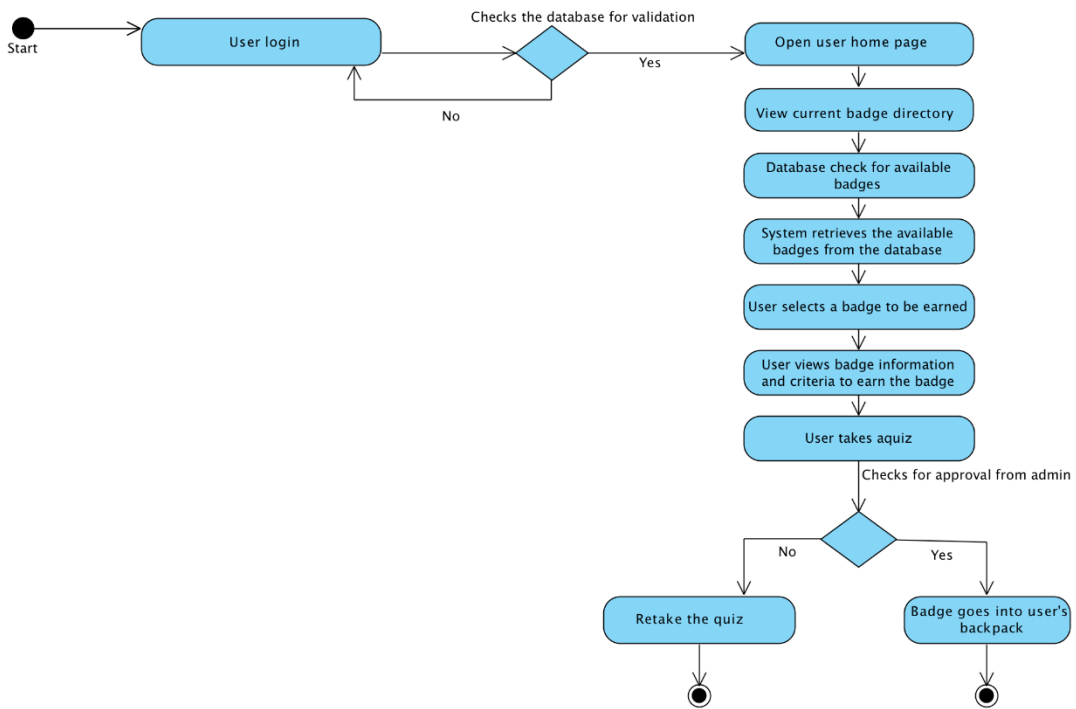 Checks the database for validation
Start
User login
Yes
No
Open user home page
View current badge directory
Database check for available
badges
System retrieves the available
badges from the database
User selects a badge to be earned
User views badge information
and criteria to earn the badge
User takes aquiz
Checks for approval from admin
No
Yes
Retake the quiz
Badge goes into user's
backpack